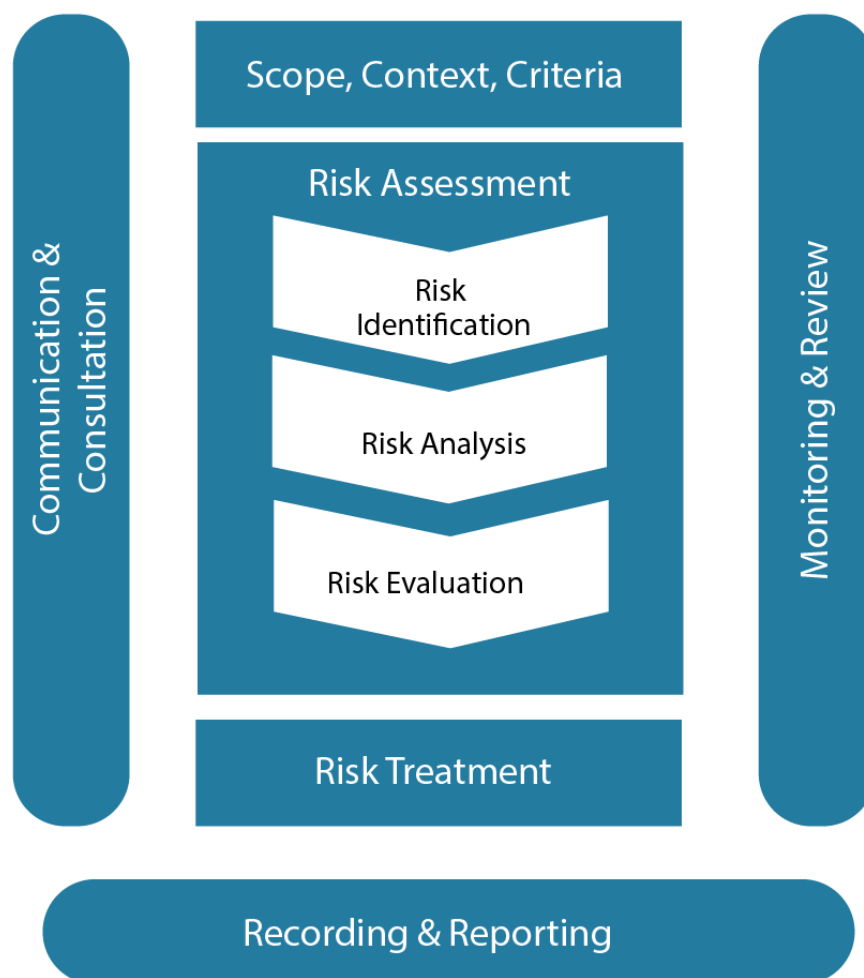 Scope, Context, Criteria
Risk Assessment
Risk
Identification
Risk Analysis
Risk Evaluation
Risk Treatment
Communication &
Consultation
Monitoring & Review
Recording & Reporting